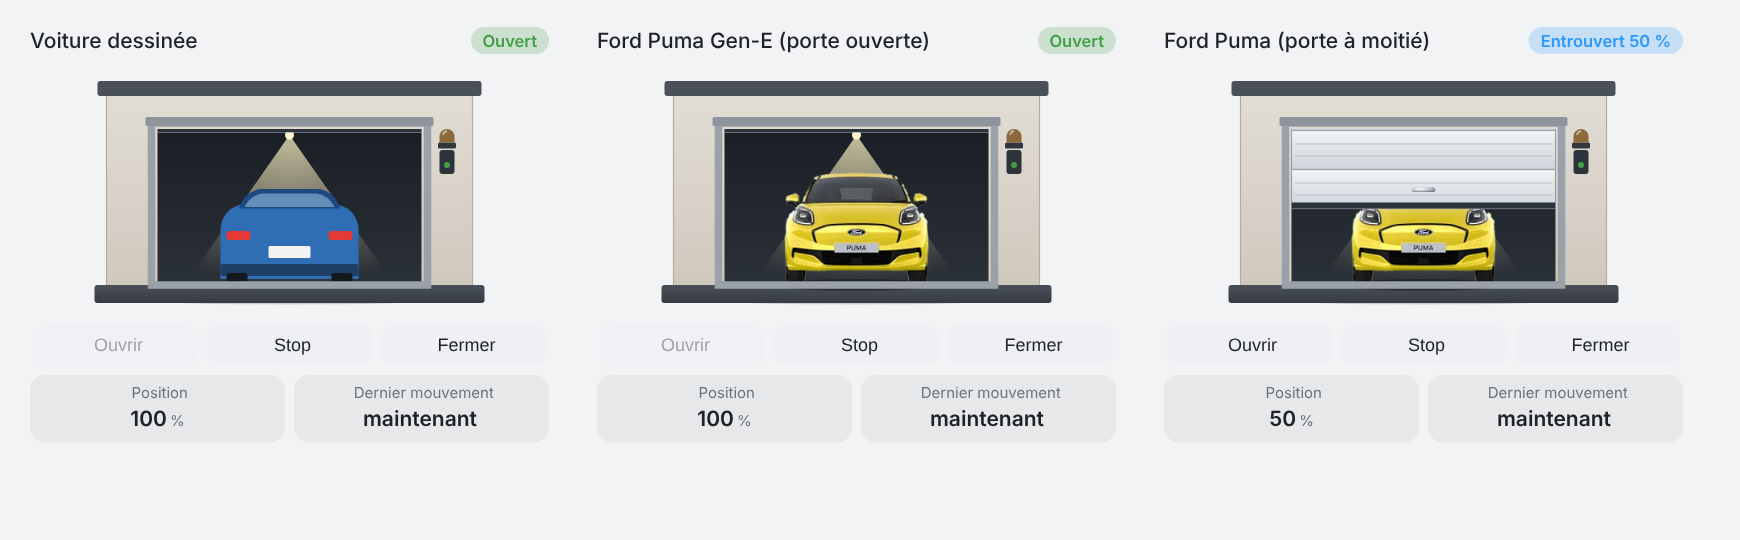 Voiture dessinée
Ouvert
Ouvrir
Stop
Fermer
Position
100 %
Dernier mouvement
maintenant
Ford Puma Gen-E (porte ouverte)
Ouvert
Ford
PUMA
Ouvrir
Stop
Fermer
Position
100 %
Dernier mouvement
maintenant
Ford Puma (porte à moitié)
Entrouvert 50 %
Ford
PUMA
Ouvrir
Stop
Fermer
Position
50 %
Dernier mouvement
maintenant